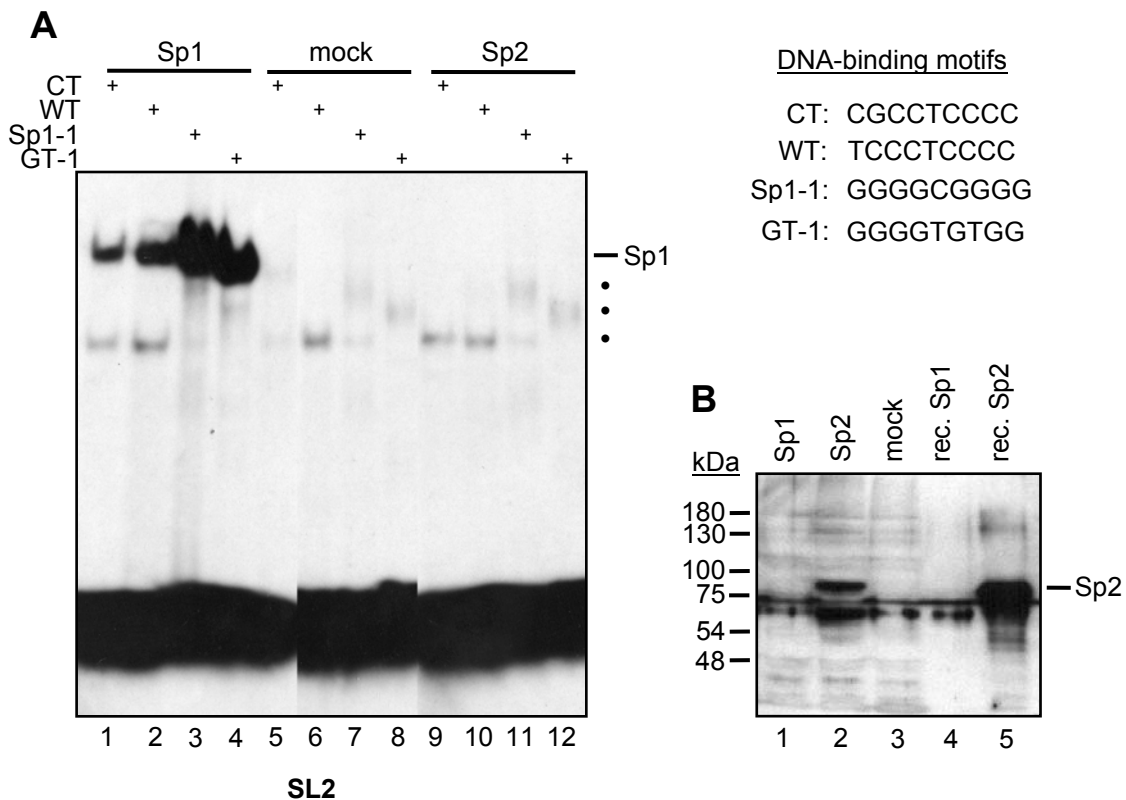 A
Sp1 mock Sp2
CT + + +
WT + + +
Sp1-1 + + +
GT-1 + + +
Sp1
1 2 3 4 5 6 7 8 9 10 11 12
SL2
DNA-binding motifs
CT: CGCCTCCCC
WT: TCCCTCCCC
Sp1-1: GGGGCGGGG
GT-1: GGGGTGTGG
B
Sp1 Sp2 mock rec. Sp1 rec. Sp2
kDa
180
130
100
75
54
48
Sp2
1 2 3 4 5